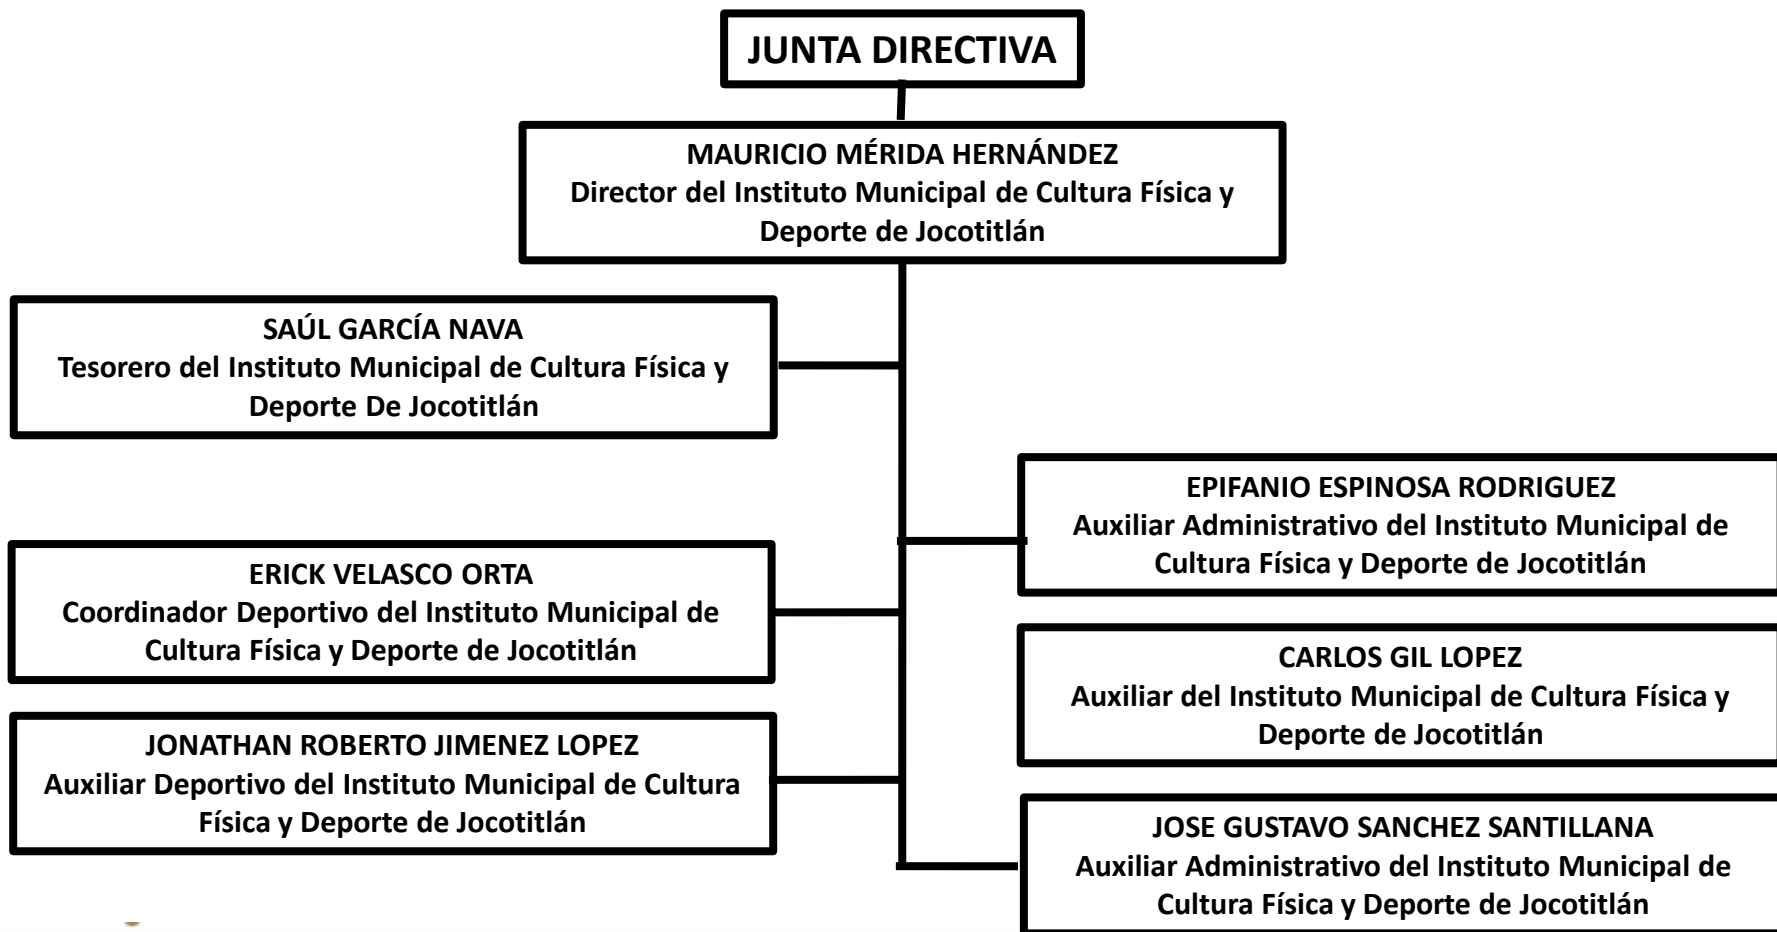 JUNTA DIRECTIVA
MAURICIO MÉRIDA HERNÁNDEZ
Director del Instituto Municipal de Cultura Física y
Deporte de Jocotitlán
SAÚL GARCÍA NAVA
Tesorero del Instituto Municipal de Cultura Física y
Deporte De Jocotitlán
EPIFANIO ESPINOSA RODRIGUEZ
Auxiliar Administrativo del Instituto Municipal de
Cultura Física y Deporte de Jocotitlán
ERICK VELASCO ORTA
Coordinador Deportivo del Instituto Municipal de
Cultura Física y Deporte de Jocotitlán
CARLOS GIL LOPEZ
Auxiliar del Instituto Municipal de Cultura Física y
Deporte de Jocotitlán
JONATHAN ROBERTO JIMENEZ LOPEZ
Auxiliar Deportivo del Instituto Municipal de Cultura
Física y Deporte de Jocotitlán
JOSE GUSTAVO SANCHEZ SANTILLANA
Auxiliar Administrativo del Instituto Municipal de
Cultura Física y Deporte de Jocotitlán